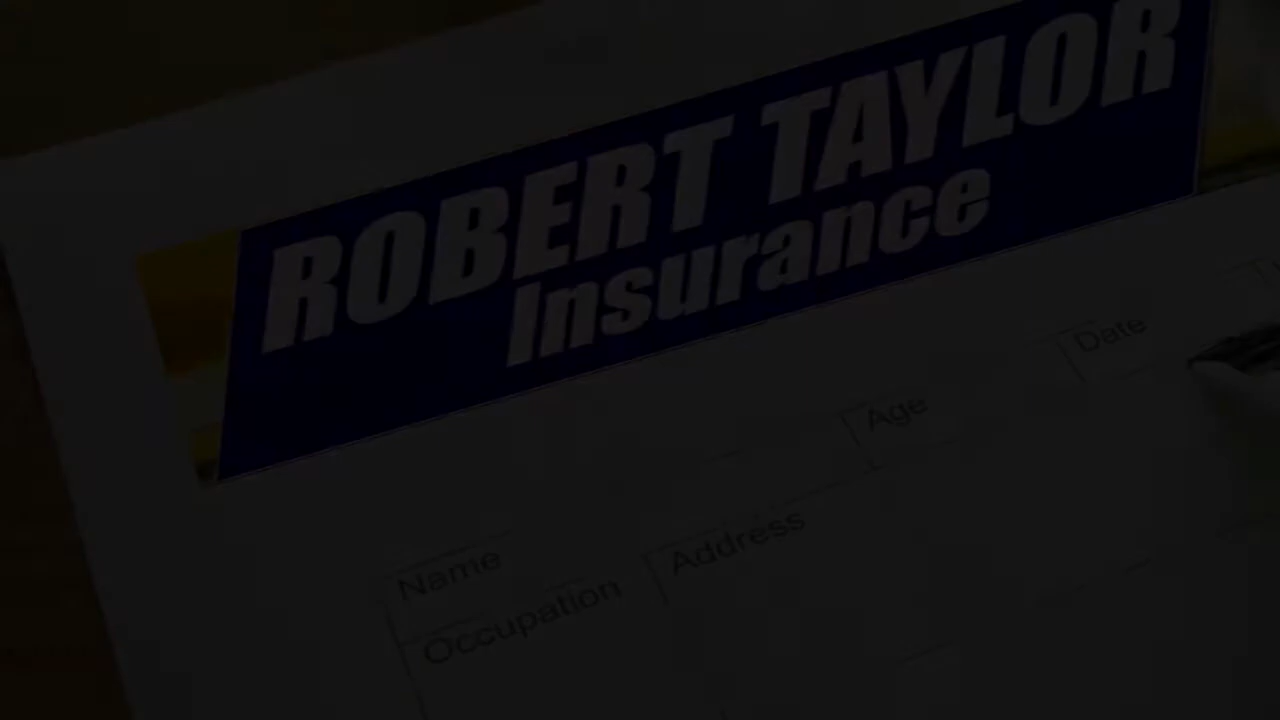 ROBERT TAYLOR
Insurance
Date
Age
Name
Address
Occupation